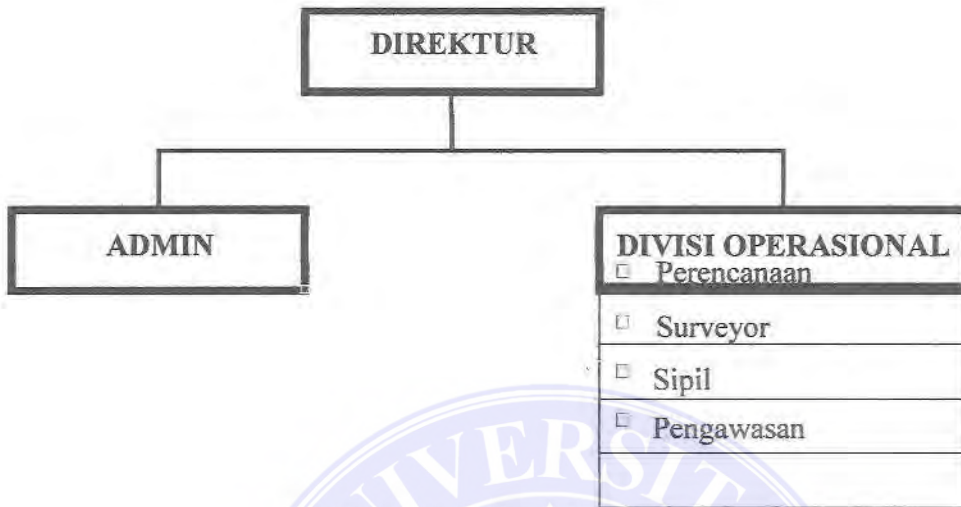 DIREKTUR
ADMIN
DIVISI OPERASIONAL
□ Perencanaan
□ Surveyor
□ Sipil
□ Pengawasan